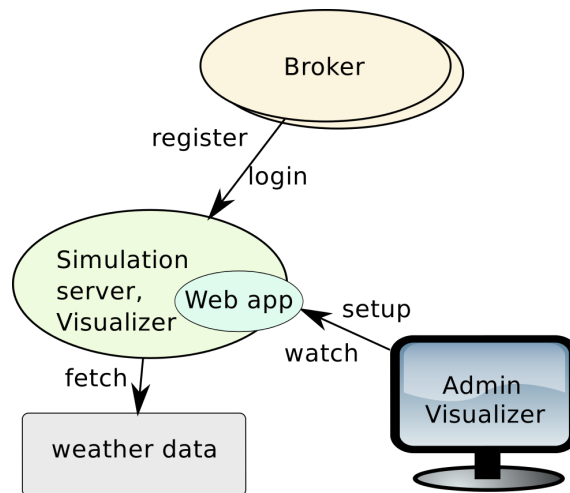 Broker
register
login
Simulation
server,
Visualizer
Web app
setup
watch
fetch
Admin
Visualizer
weather data